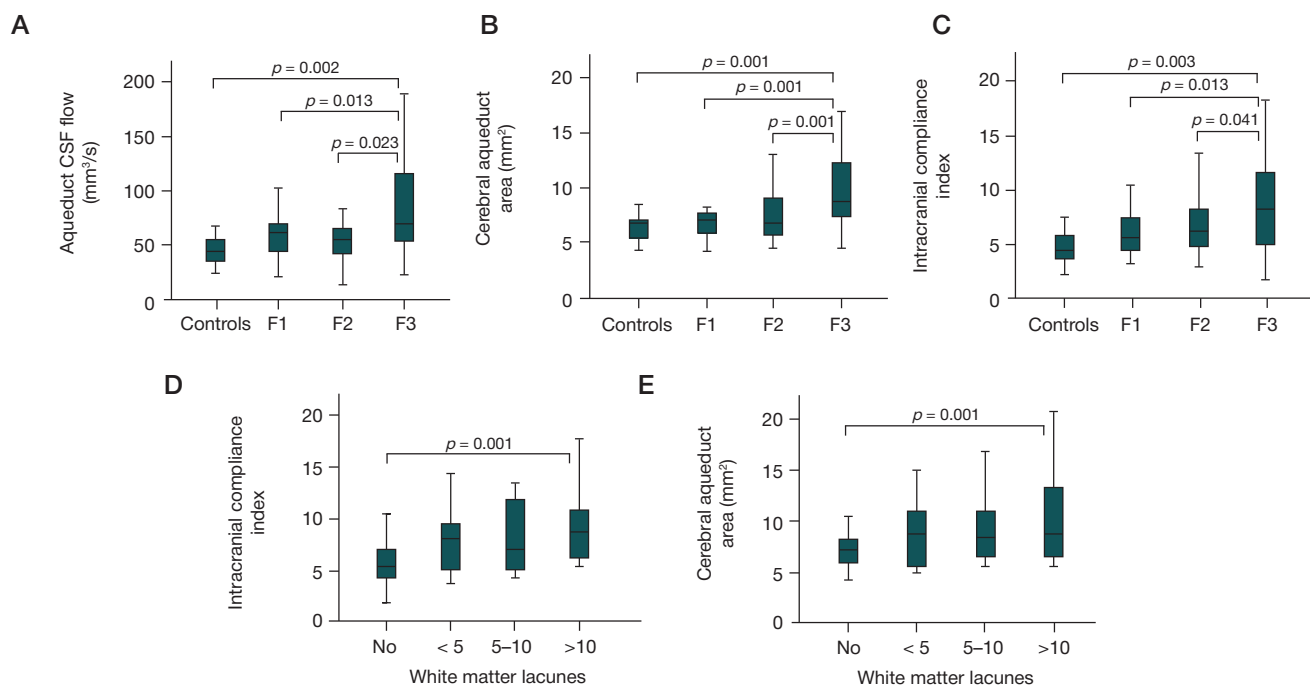 A
Aqueduct CSF flow
(mm³/s)
200
150
100
50
0
p = 0.002
p = 0.013
p = 0.023
Controls
F1
F2
F3
B
Cerebral aqueduct
area (mm²)
20
15
10
5
0
p = 0.001
p = 0.001
p = 0.001
Controls
F1
F2
F3
C
Intracranial compliance
index
20
15
10
5
0
p = 0.003
p = 0.013
p = 0.041
Controls
F1
F2
F3
D
Intracranial compliance
index
20
15
10
5
0
p = 0.001
No
< 5
5–10
>10
White matter lacunes
E
Cerebral aqueduct
area (mm²)
20
15
10
5
0
p = 0.001
No
< 5
5–10
>10
White matter lacunes